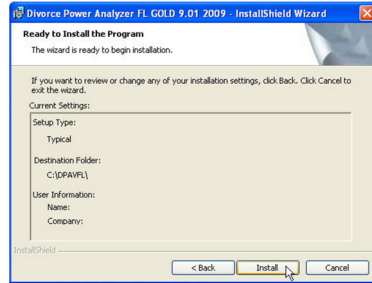 Divorce Power Analyzer FL GOLD 9.01 2009 - InstallShield Wizard
Ready to Install the Program
The wizard is ready to begin installation.
If you want to review or change any of your installation settings, click Back. Click Cancel to
exit the wizard.
Current Settings:
Setup Type:
Typical
Destination Folder:
C:\DPAVFL\
User Information:
Name:
Company:
InstallShield
< Back
Install
Cancel